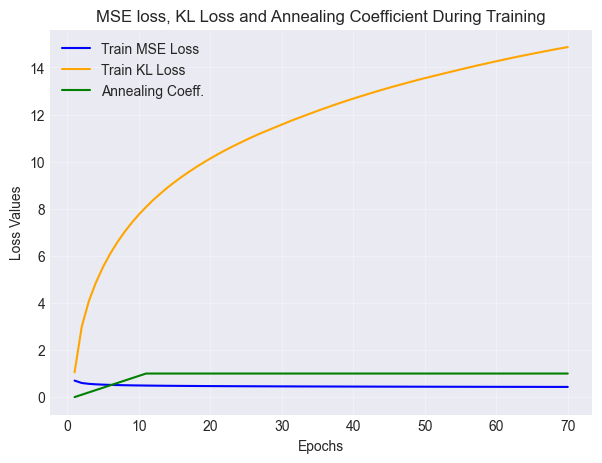 MSE loss, KL Loss and Annealing Coefficient During Training
Train MSE Loss
Train KL Loss
Annealing Coeff.
14
12
10
8
6
4
2
0
Loss Values
0 10 20 30 40 50 60 70
Epochs